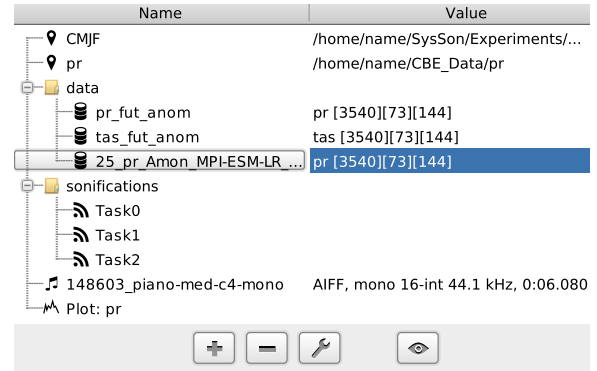 Name Value
CMJF /home/name/SysSon/Experiments/...
pr /home/name/CBE_Data/pr
data
pr_fut_anom pr [3540][73][144]
tas_fut_anom tas [3540][73][144]
25_pr_Amon_MPI-ESM-LR_... pr [3540][73][144]
sonifications
Task0
Task1
Task2
148603_piano-med-c4-mono AIFF, mono 16-int 44.1 kHz, 0:06.080
Plot: pr